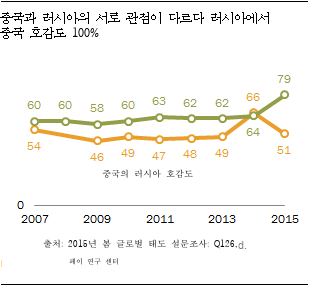 중국과 러시아의 서로 관점이 다르다 러시아에서
중국 호감도 100%
60 60 58 60 63 62 62 66 79
54 46 49 47 48 49 64 51
중국의 러시아 호감도
0
2007 2009 2011 2013 2015
출처: 2015년 봄 글로벌 태도 설문조사: Q126.d.
퓨어 연구 센터